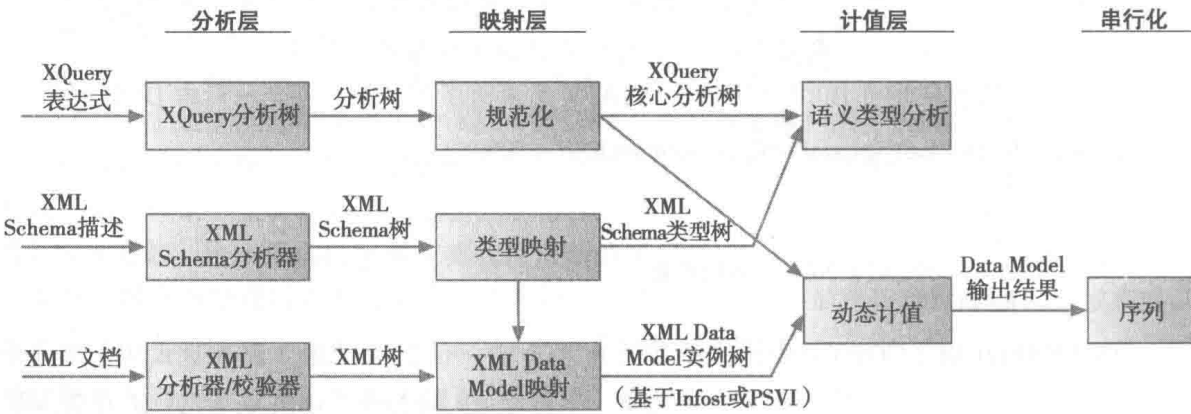 分析层
映射层
计值层
串行化
XQuery
表达式
XQuery分析树
分析树
规范化
XQuery
核心分析树
语义类型分析
XML
Schema描述
XML
Schema分析器
XML
Schema树
类型映射
XML
Schema类型树
动态计值
Data Model
输出结果
序列
XML 文档
XML
分析器/校验器
XML树
XML Data
Model映射
XML Data
Model实例树
（基于Infost或PSVI）